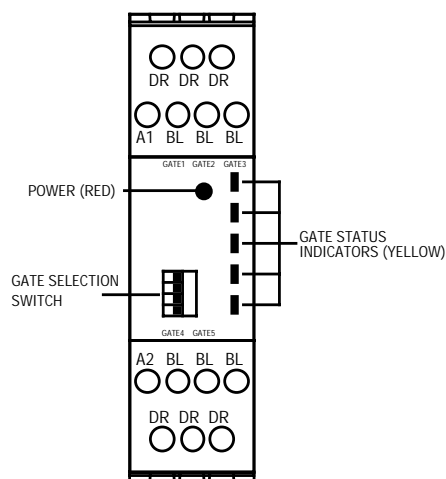 DR DR DR
A1 BL BL BL
GATE1 GATE2 GATE3
POWER (RED)
GATE STATUS
INDICATORS (YELLOW)
GATE SELECTION
SWITCH
GATE4 GATE5
A2 BL BL BL
DR DR DR